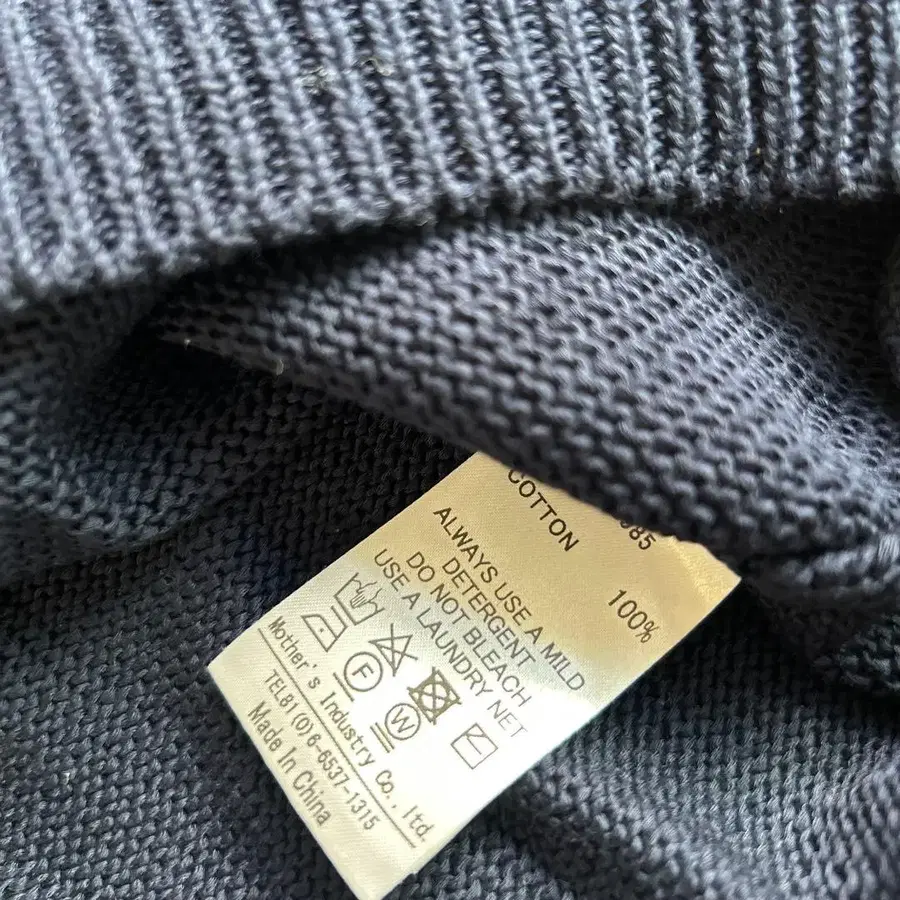 985
COTTON 100%
ALWAYS USE A MILD
DETERGENT
DO NOT BLEACH
USE A LAUNDRY NET
F
W
Mother's Industry Co., ltd.
TEL81(0)6-6537-1315
Made In China